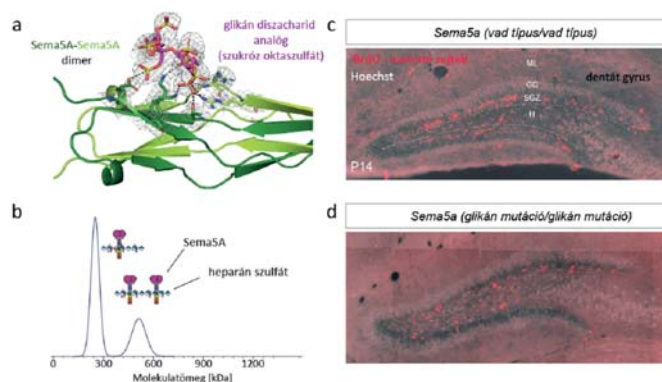 a
Sema5A-Sema5A
dimer
glikán diszacharid
analóg
(szukróz oktaszulfát)
b
Sema5A
heparán szulfát
0 300 600 900 1200
Molekulatömeg [kDa]
c
Sema5a (vad típus/vad típus)
Hoechst
ML
GC
SGZ
H
dentát gyrus
P14
d
Sema5a (glikán mutáció/glikán mutáció)